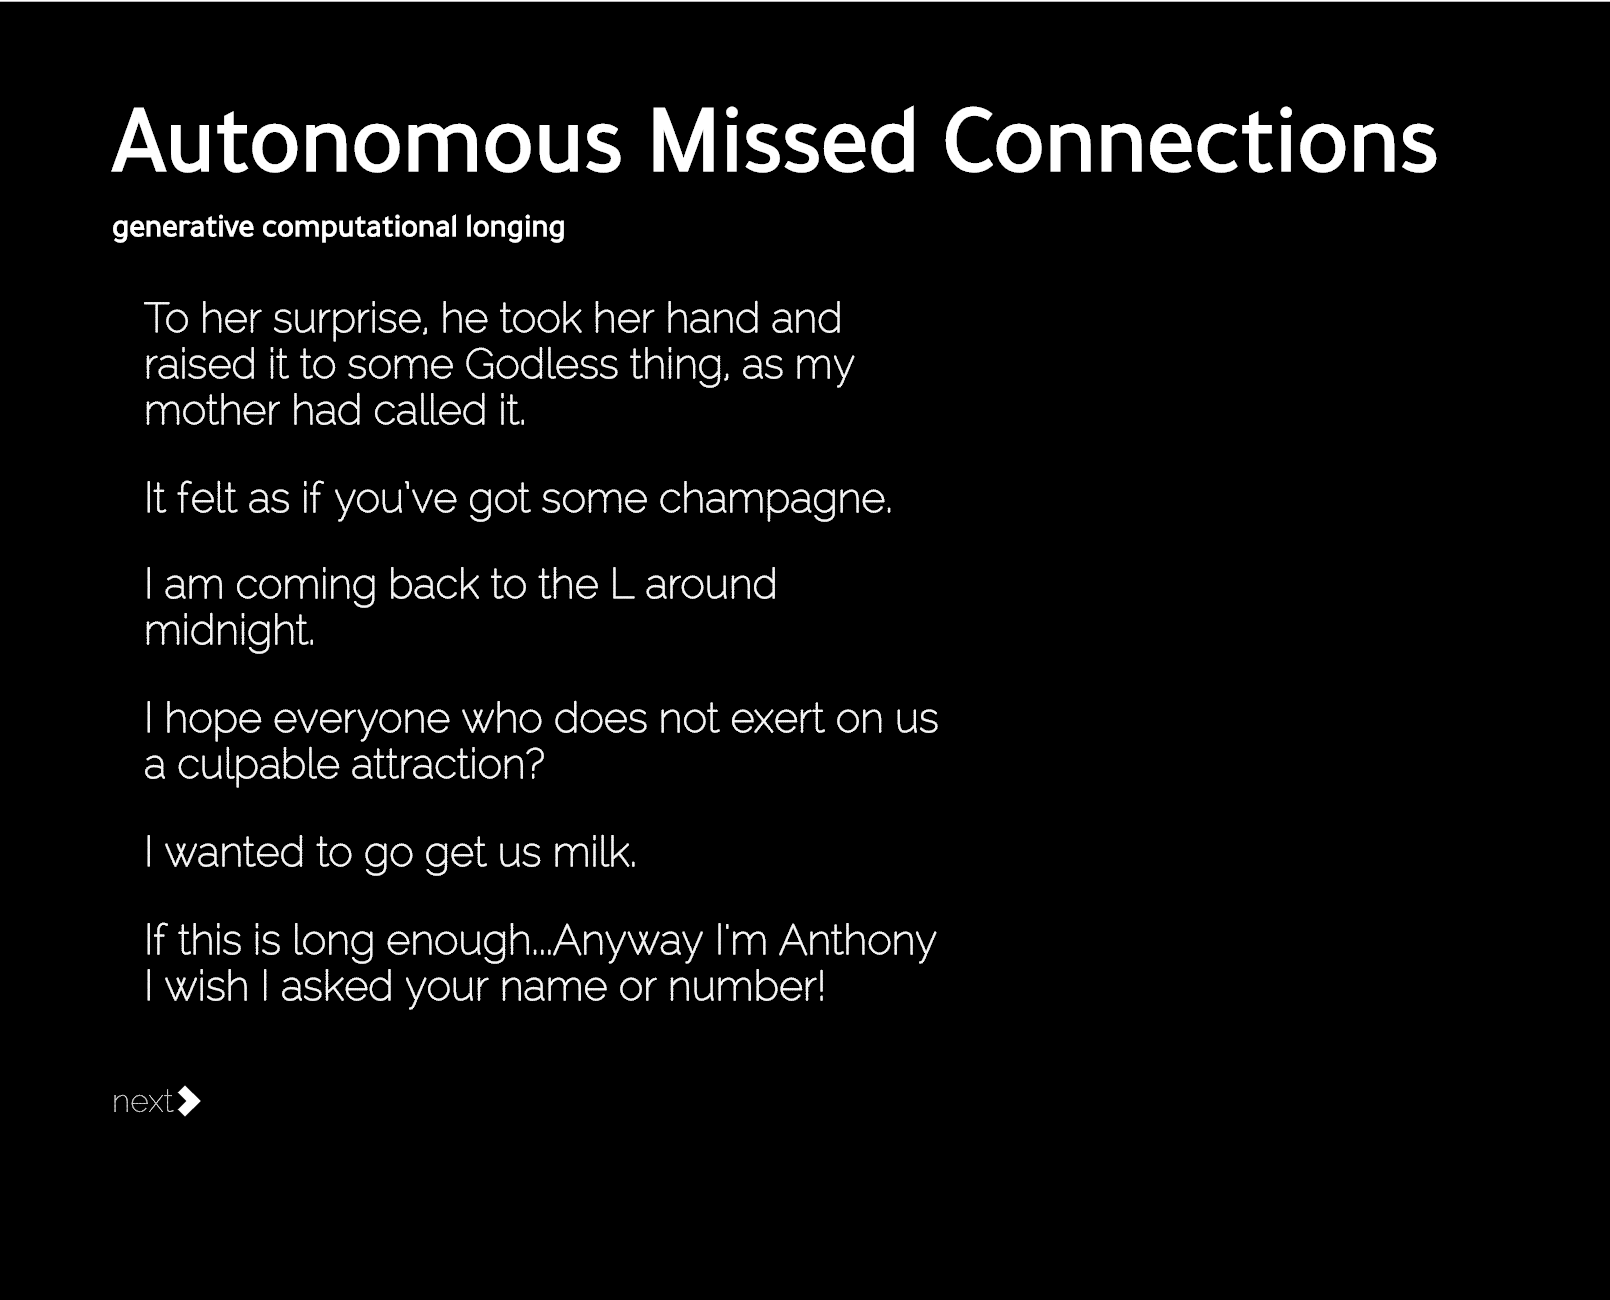 Autonomous Missed Connections
generative computational longing
To her surprise, he took her hand and
raised it to some Godless thing, as my
mother had called it.
It felt as if you've got some champagne.
I am coming back to the L around
midnight.
I hope everyone who does not exert on us
a culpable attraction?
I wanted to go get us milk.
If this is long enough...Anyway I'm Anthony
I wish I asked your name or number!
next